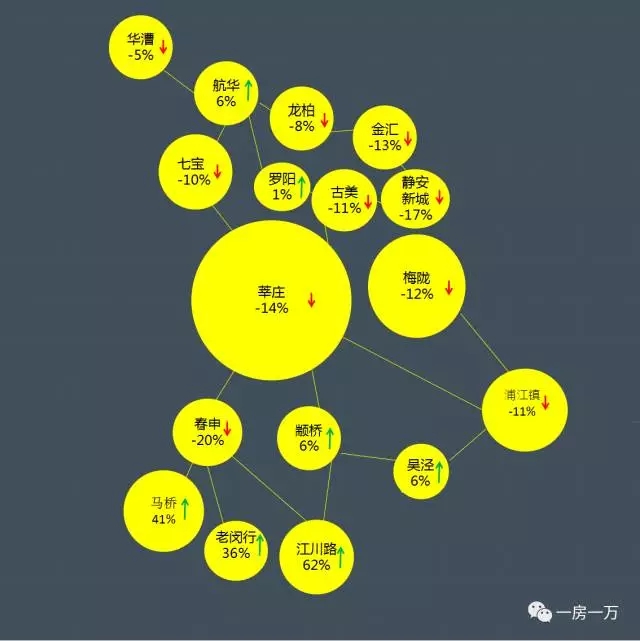 华漕
-5%
航华
6%
龙柏
-8%
金汇
-13%
七宝
-10%
罗阳
1%
古美
-11%
静安
新城
-17%
莘庄
-14%
梅陇
-12%
浦江镇
-11%
春申
-20%
颛桥
6%
吴泾
6%
马桥
41%
老闵行
36%
江川路
62%
一房一万